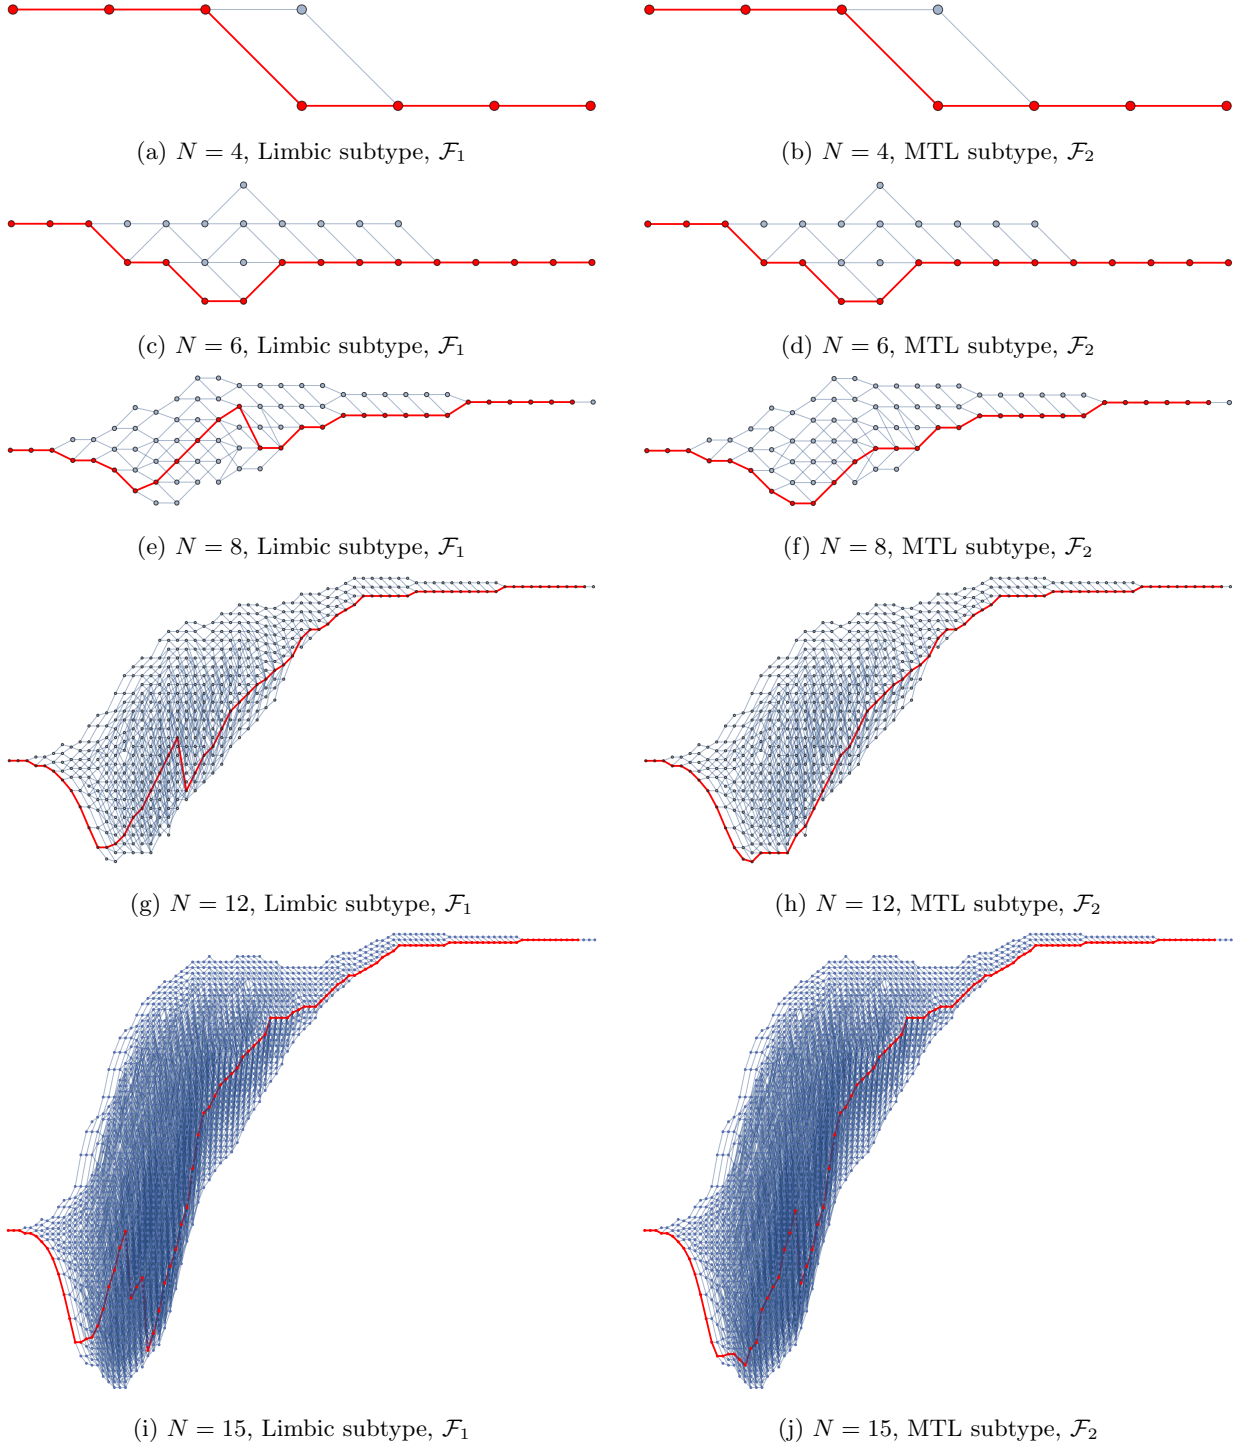 (a) N = 4, Limbic subtype, F₁
(b) N = 4, MTL subtype, F₂
(c) N = 6, Limbic subtype, F₁
(d) N = 6, MTL subtype, F₂
(e) N = 8, Limbic subtype, F₁
(f) N = 8, MTL subtype, F₂
(g) N = 12, Limbic subtype, F₁
(h) N = 12, MTL subtype, F₂
(i) N = 15, Limbic subtype, F₁
(j) N = 15, MTL subtype, F₂